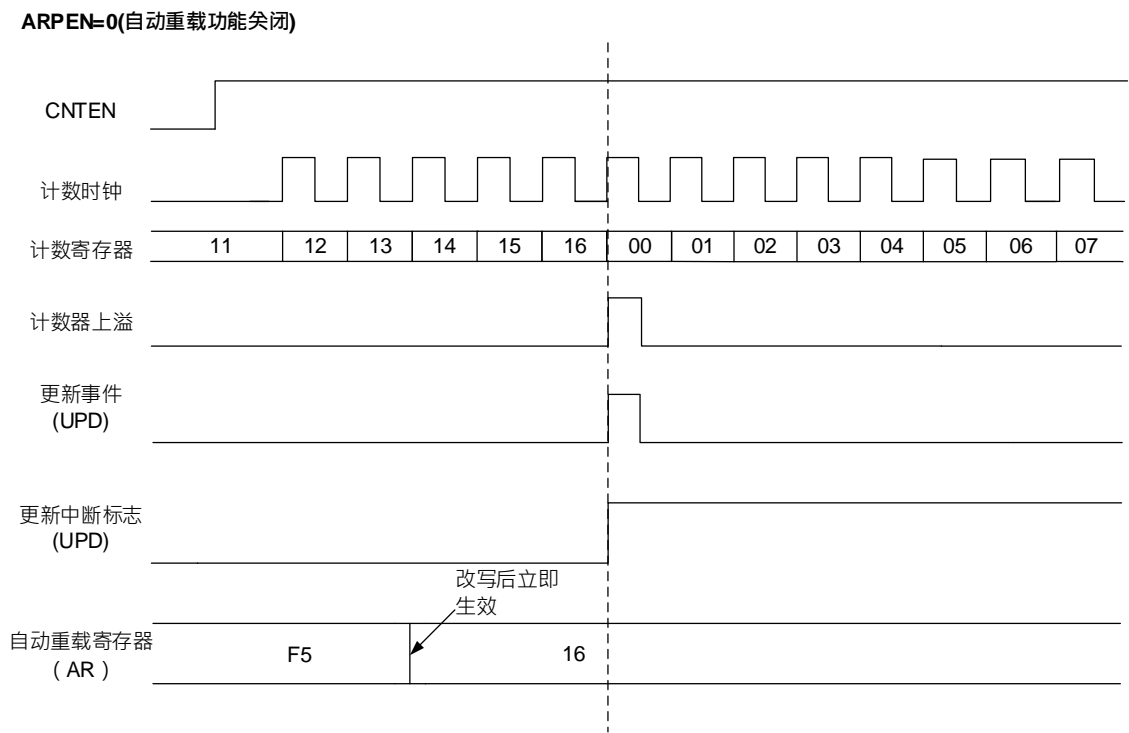 ARPEN=0(自动重载功能关闭)
CNTEN
计数时钟
计数寄存器 11 12 13 14 15 16 00 01 02 03 04 05 06 07
计数器上溢
更新事件
(UPD)
更新中断标志
(UPD)
改写后立即
生效
自动重载寄存器
（AR）
F5 16